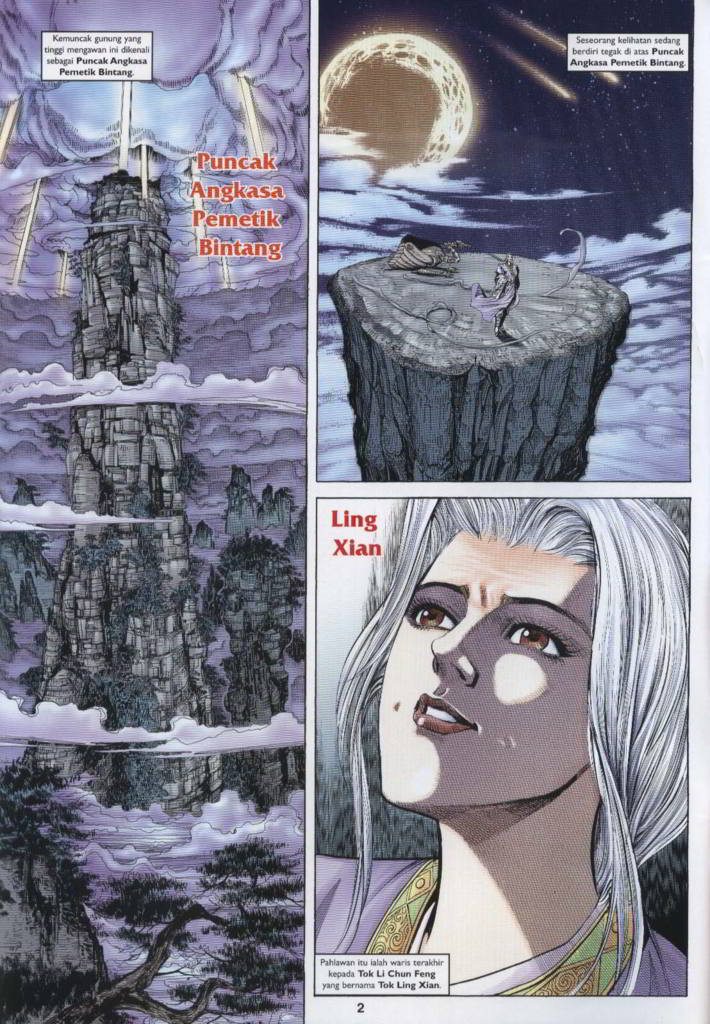 Kemuncak gunung yang
tinggi mengawan ini dikenali
sebagai Puncak Angkasa
Pemetik Bintang.
Puncak
Angkasa
Pemetik
Bintang
Seseorang kelihatan sedang
berdiri tegak di atas Puncak
Angkasa Pemetik Bintang.
Ling
Xian
Pahlawan itu ialah waris terakhir
kepada Tok Li Chun Feng
yang bernama Tok Ling Xian.
2